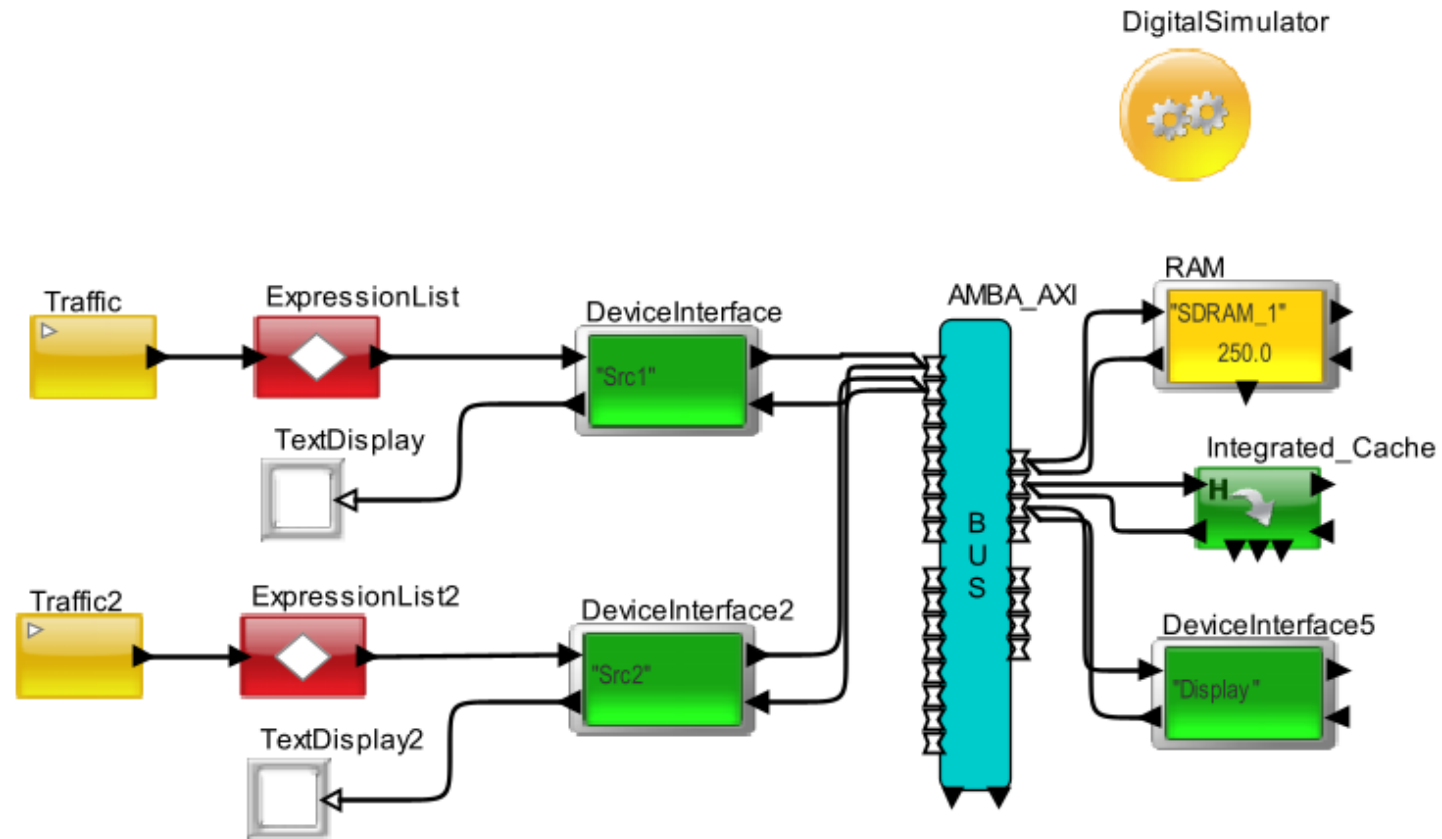 DigitalSimulator
Traffic
ExpressionList
DeviceInterface
"Src1"
TextDisplay
AMBA_AXI
BUS
RAM
"SDRAM_1"
250.0
Integrated_Cache
H
Traffic2
ExpressionList2
DeviceInterface2
"Src2"
TextDisplay2
DeviceInterface5
"Display"